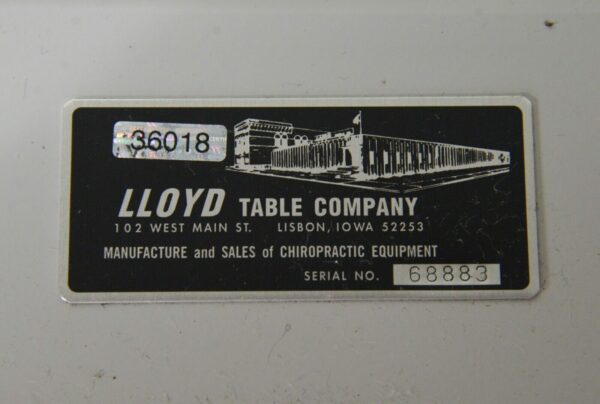 36018
LLOYD TABLE COMPANY
102 WEST MAIN ST. LISBON, IOWA 52253
MANUFACTURE and SALES of CHIROPRACTIC EQUIPMENT
SERIAL NO. 68883